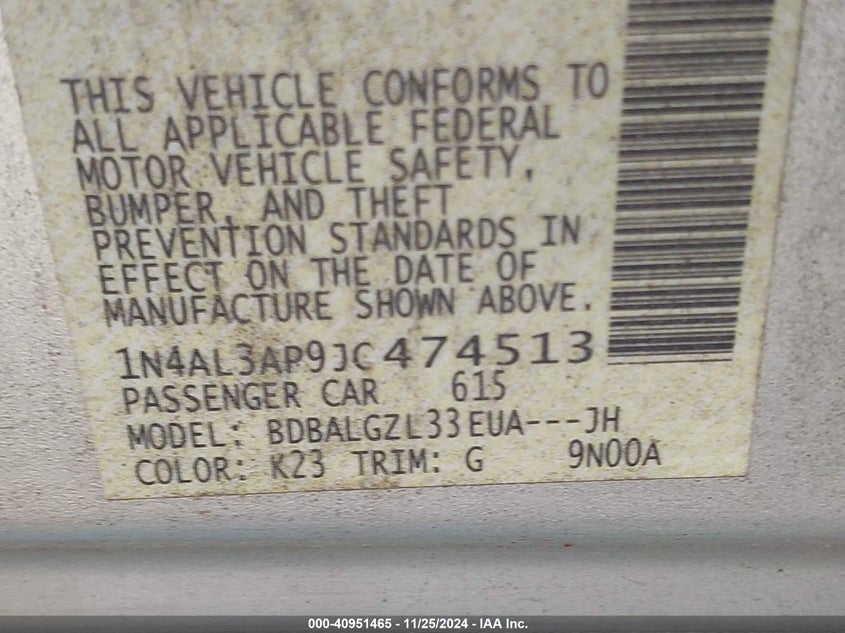 THIS VEHICLE CONFORMS TO
ALL APPLICABLE FEDERAL
MOTOR VEHICLE SAFETY,
BUMPER, AND THEFT
PREVENTION STANDARDS IN
EFFECT ON THE DATE OF
MANUFACTURE SHOWN ABOVE.
1N4AL3AP9JC474513
PASSENGER CAR 615
MODEL: BDBALGZL33EUA---JH
COLOR: K23 TRIM: G 9N00A
000-40951465 - 11/25/2024 - IAA Inc.